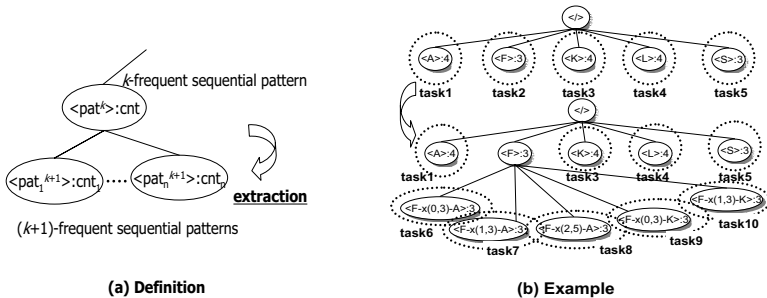 k-frequent sequential pattern
<pat^k>:cnt
<pat_1^{k+1}>:cnt_1
<pat_n^{k+1}>:cnt_n
extraction
(k+1)-frequent sequential patterns
(a) Definition
</>
<A>:4
<F>:3
<K>:4
<L>:4
<S>:3
task1
task2
task3
task4
task5
</>
<A>:4
<F>:3
<K>:4
<L>:4
<S>:3
task1
task3
task4
task5
<F-x(0,3)-A>:3
<F-x(1,3)-A>:3
<F-x(2,5)-A>:3
<F-x(0,3)-K>:3
<F-x(1,3)-K>:3
task6
task7
task8
task9
task10
(b) Example